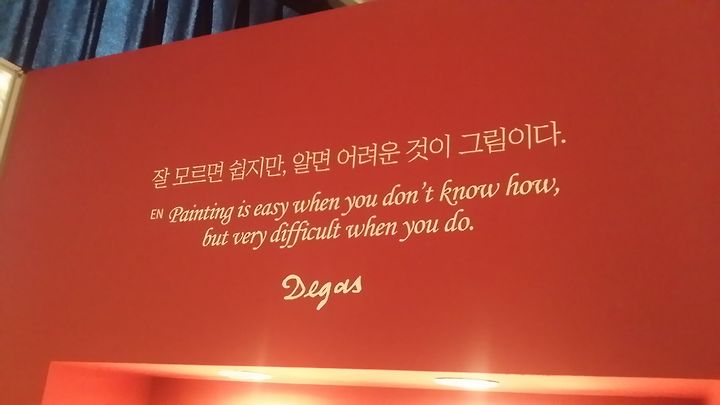 잘 모르면 쉽지만, 알면 어려운 것이 그림이다.
EN Painting is easy when you don't know how,
but very difficult when you do.
Degas